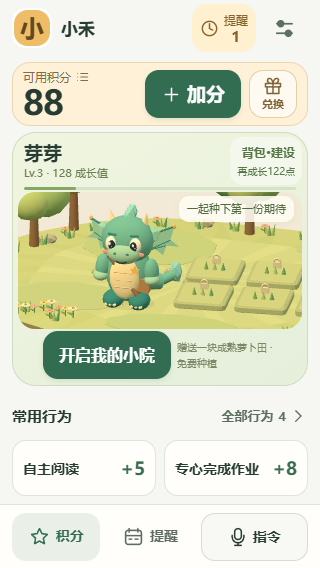 小
小禾
提醒
1
可用积分
88
+ 加分
兑换
芽芽
Lv.3 · 128 成长值
背包·建设
再成长122点
一起种下第一份期待
开启我的小院
赠送一块成熟萝卜田 ·
免费种植
常用行为
全部行为 4
自主阅读 +5
专心完成作业 +8
积分
提醒
指令